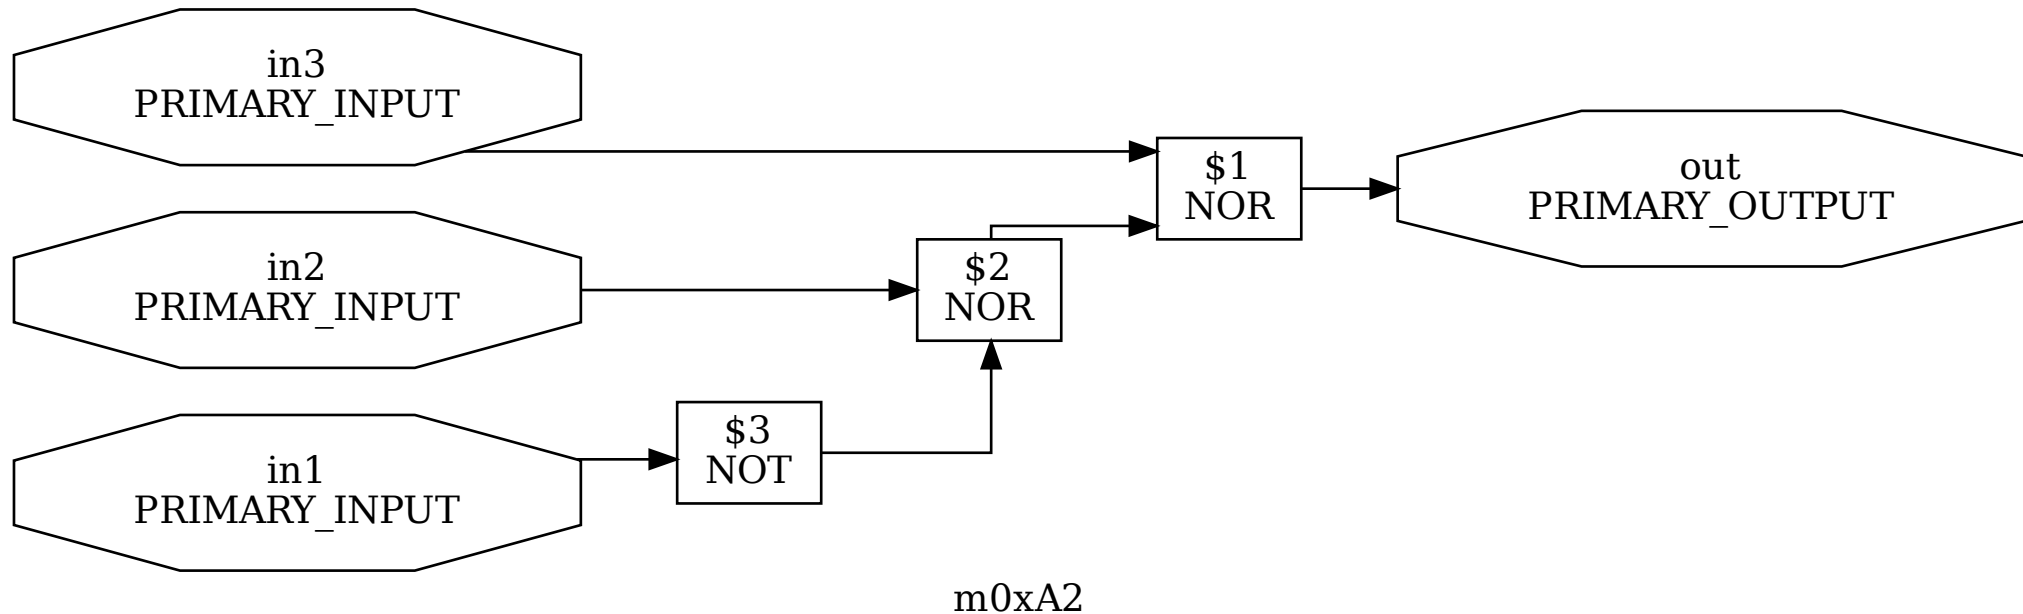 in3
PRIMARY_INPUT
$1
NOR
out
PRIMARY_OUTPUT
in2
PRIMARY_INPUT
$2
NOR
in1
PRIMARY_INPUT
$3
NOT
m0xA2